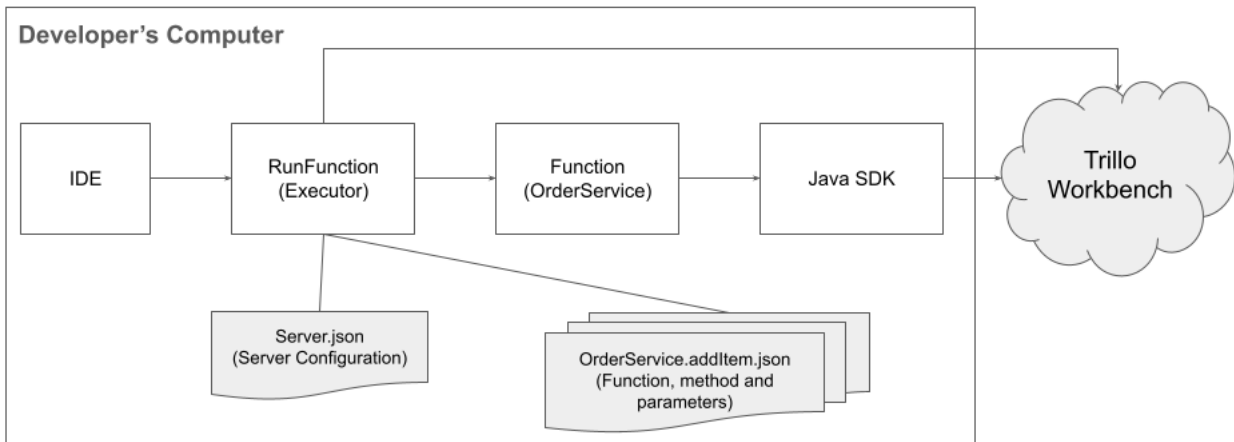 Developer's Computer
IDE
RunFunction
(Executor)
Function
(OrderService)
Java SDK
Trillo
Workbench
Server.json
(Server Configuration)
OrderService.addItem.json
(Function, method and
parameters)